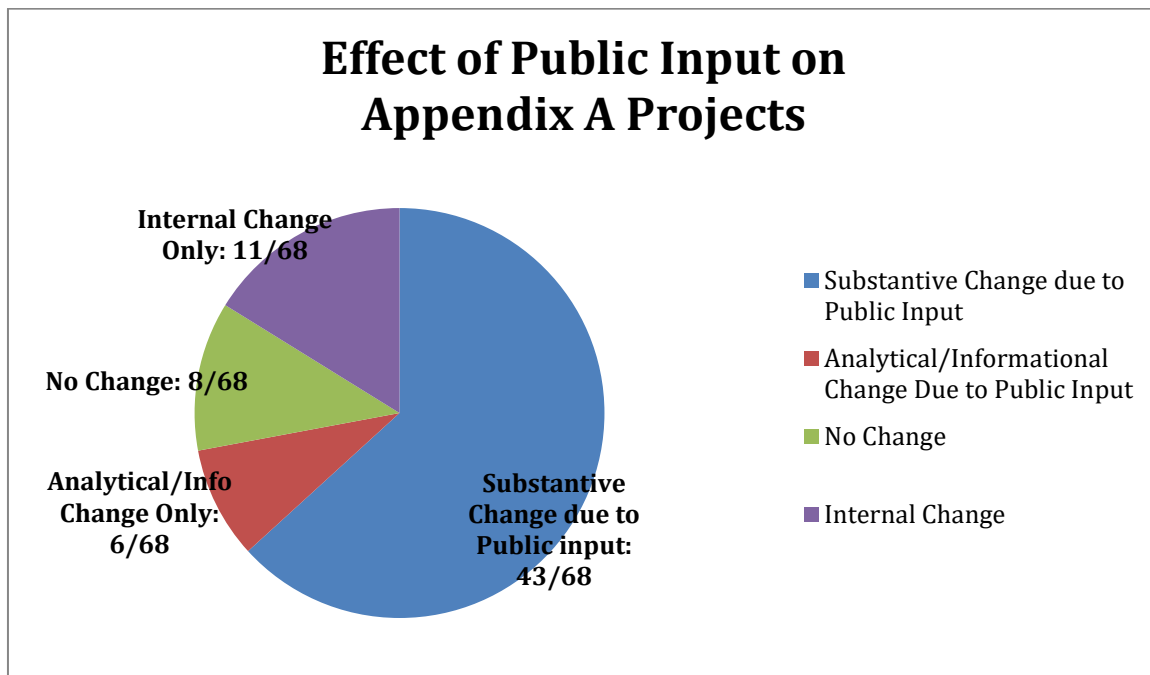 Effect of Public Input on
Appendix A Projects
Internal Change
Only: 11/68
No Change: 8/68
Analytical/Info
Change Only:
6/68
Substantive
Change due to
Public input:
43/68
Substantive Change due to
Public Input
Analytical/Informational
Change Due to Public Input
No Change
Internal Change